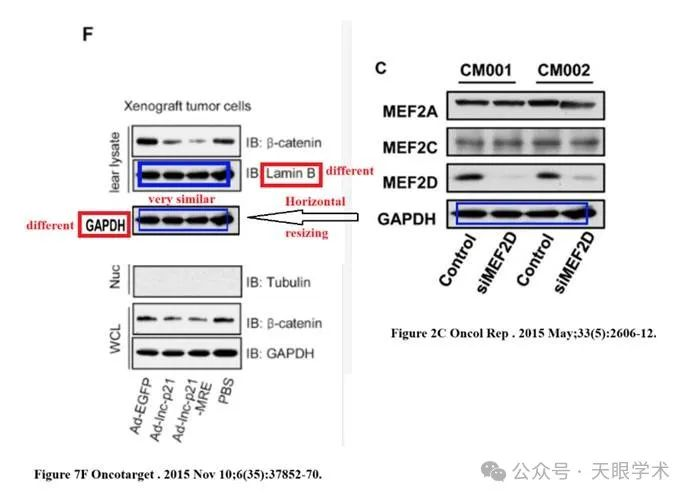 F
Xenograft tumor cells
lear lysate
IB: β-catenin
IB: Lamin B
different
very similar
different
GAPDH
Horizontal
resizing
Nuc
IB: Tubulin
WCL
IB: β-catenin
IB: GAPDH
Ad-EGFP
Ad-lnc-p21
Ad-lnc-p21
-MRE
PBS
Figure 7F Oncotarget . 2015 Nov 10;6(35):37852-70.
C
CM001
CM002
MEF2A
MEF2C
MEF2D
GAPDH
Control
siMEF2D
Control
siMEF2D
Figure 2C Oncol Rep . 2015 May;33(5):2606-12.
公众号 · 天眼学术